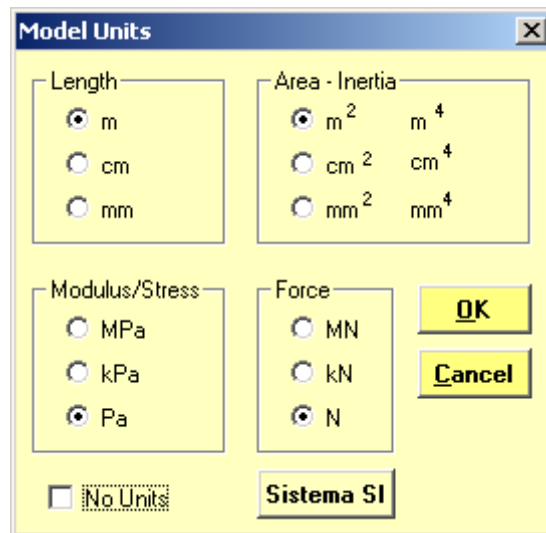 Model Units
Length
m
cm
mm
Area - Inertia
m² m⁴
cm² cm⁴
mm² mm⁴
Modulus/Stress
MPa
kPa
Pa
Force
MN
kN
N
OK
Cancel
No Units
Sistema SI